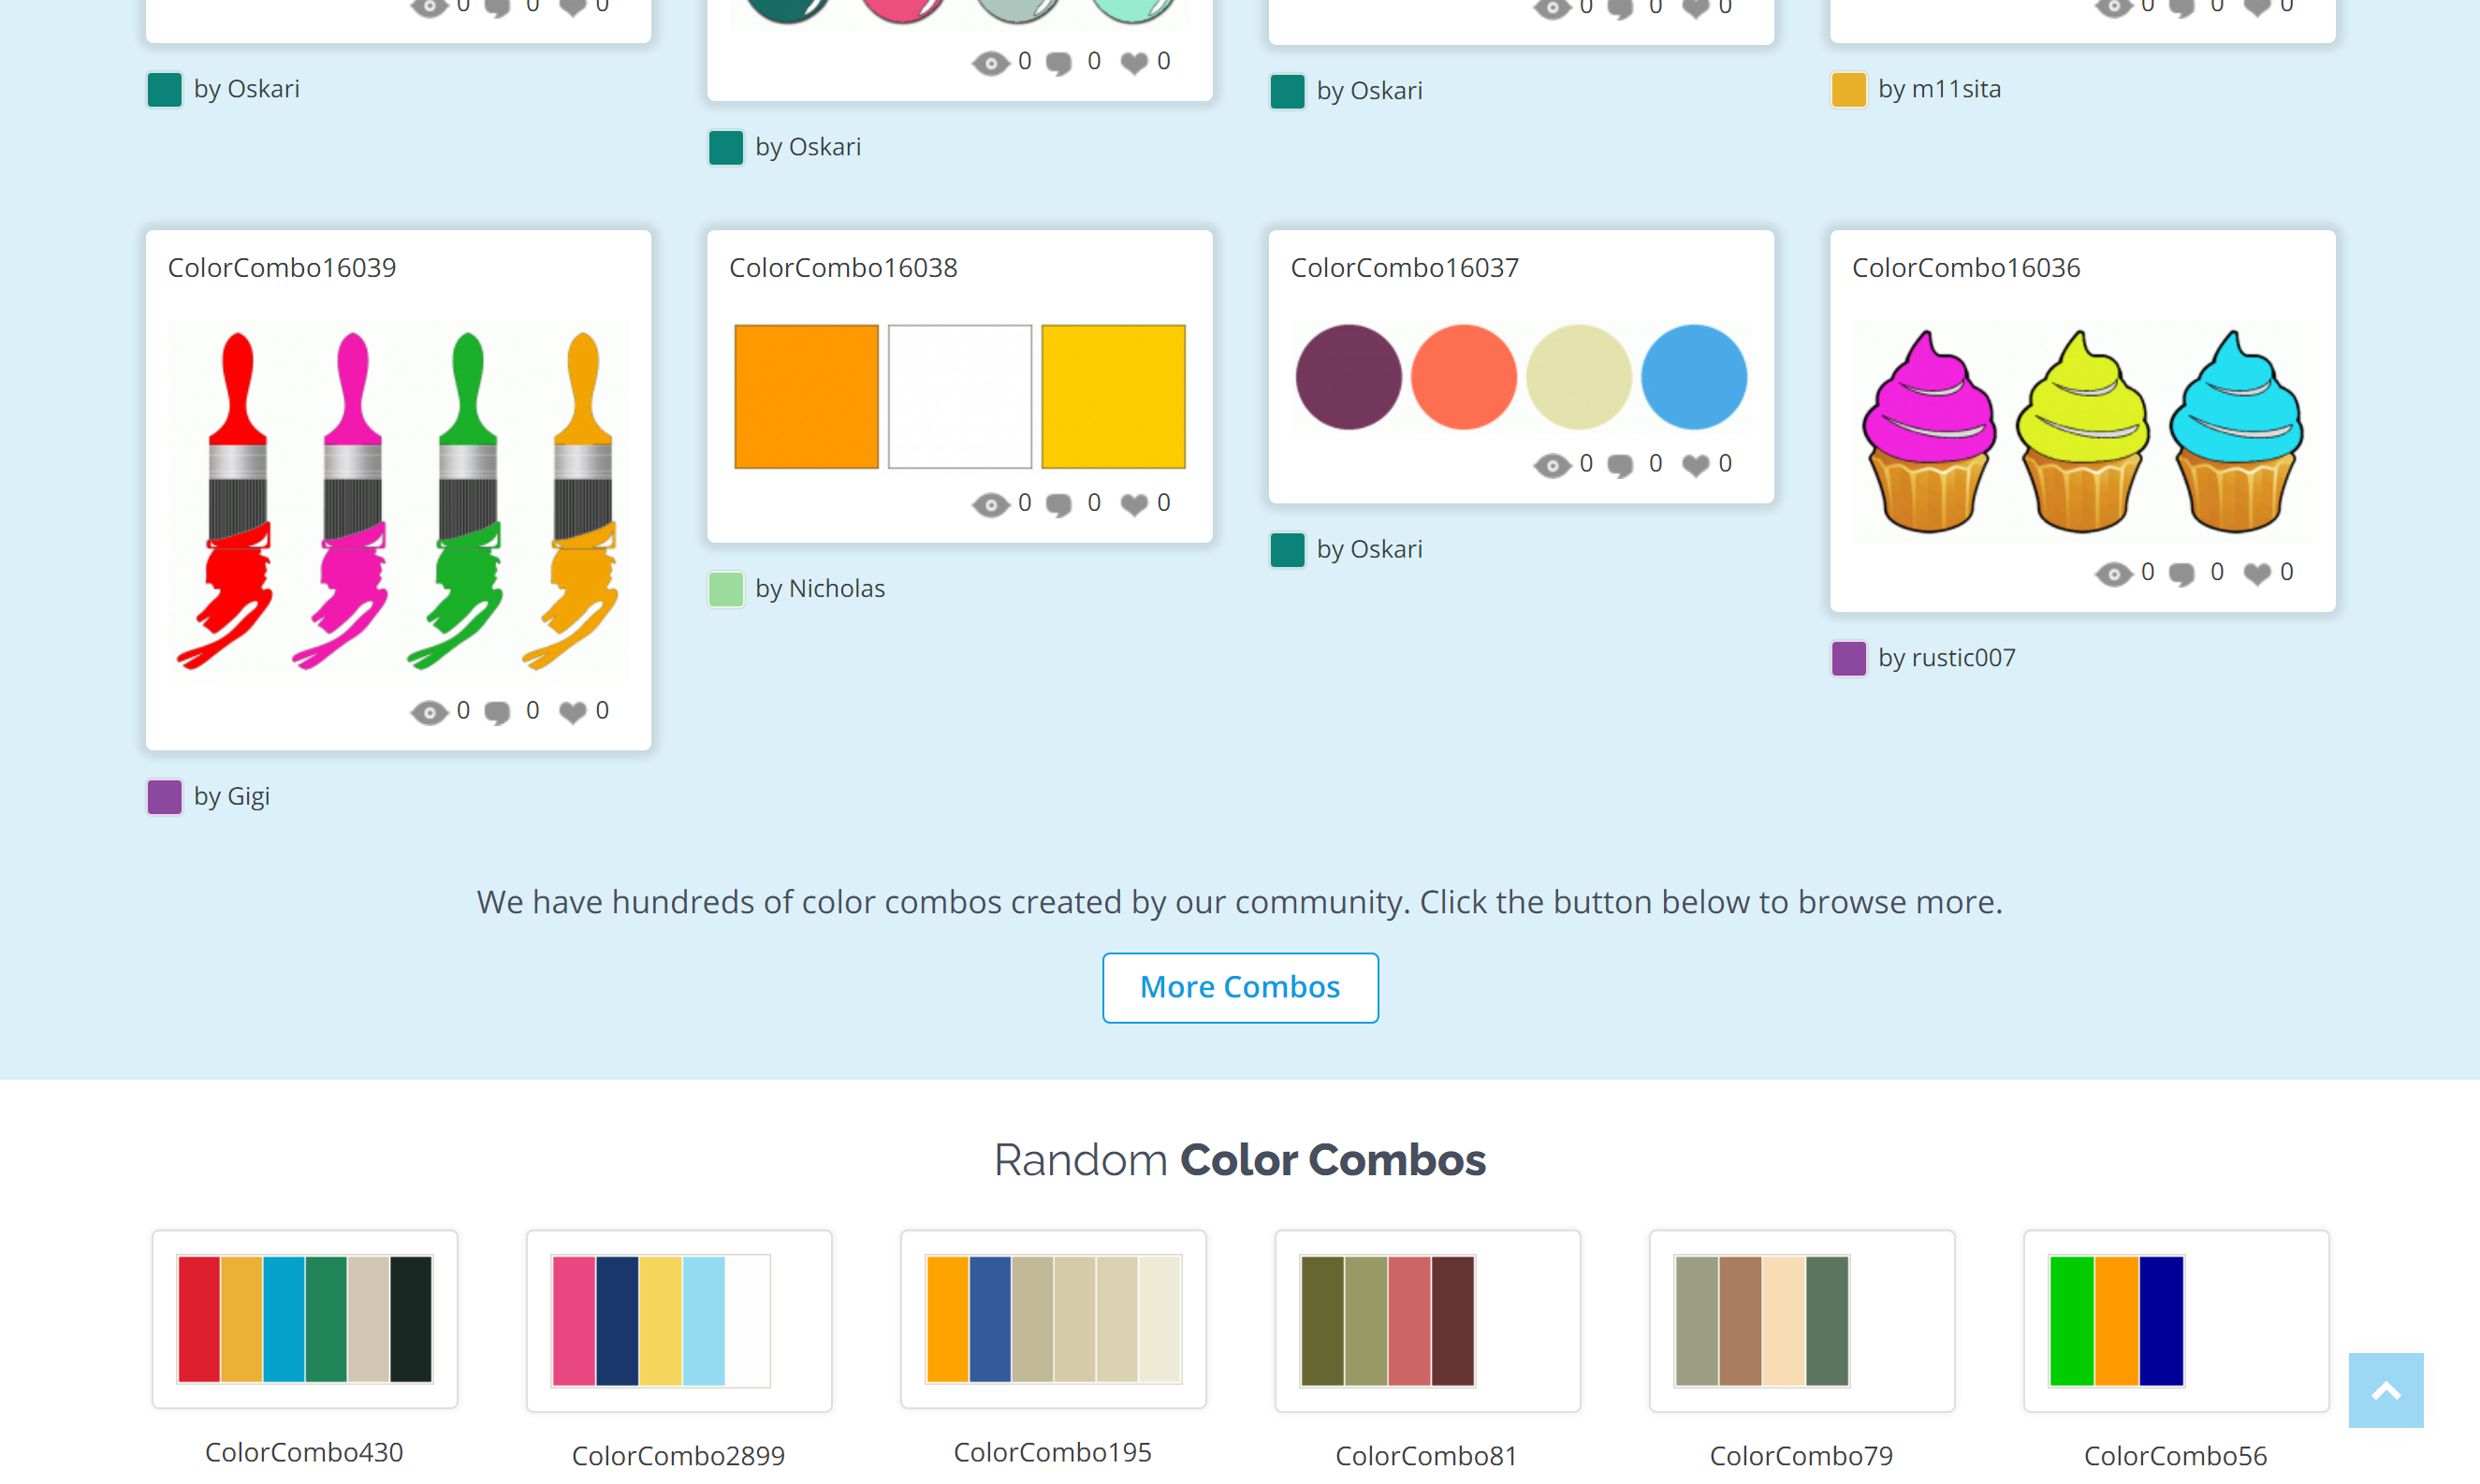 0 0 0
0 0 0
0 0 0
0 0 0
by Oskari
by Oskari
by Oskari
by m11sita
ColorCombo16039
0 0 0
by Gigi
ColorCombo16038
0 0 0
by Nicholas
ColorCombo16037
0 0 0
by Oskari
ColorCombo16036
0 0 0
by rustic007
We have hundreds of color combos created by our community. Click the button below to browse more.
More Combos
Random Color Combos
ColorCombo430
ColorCombo2899
ColorCombo195
ColorCombo81
ColorCombo79
ColorCombo56